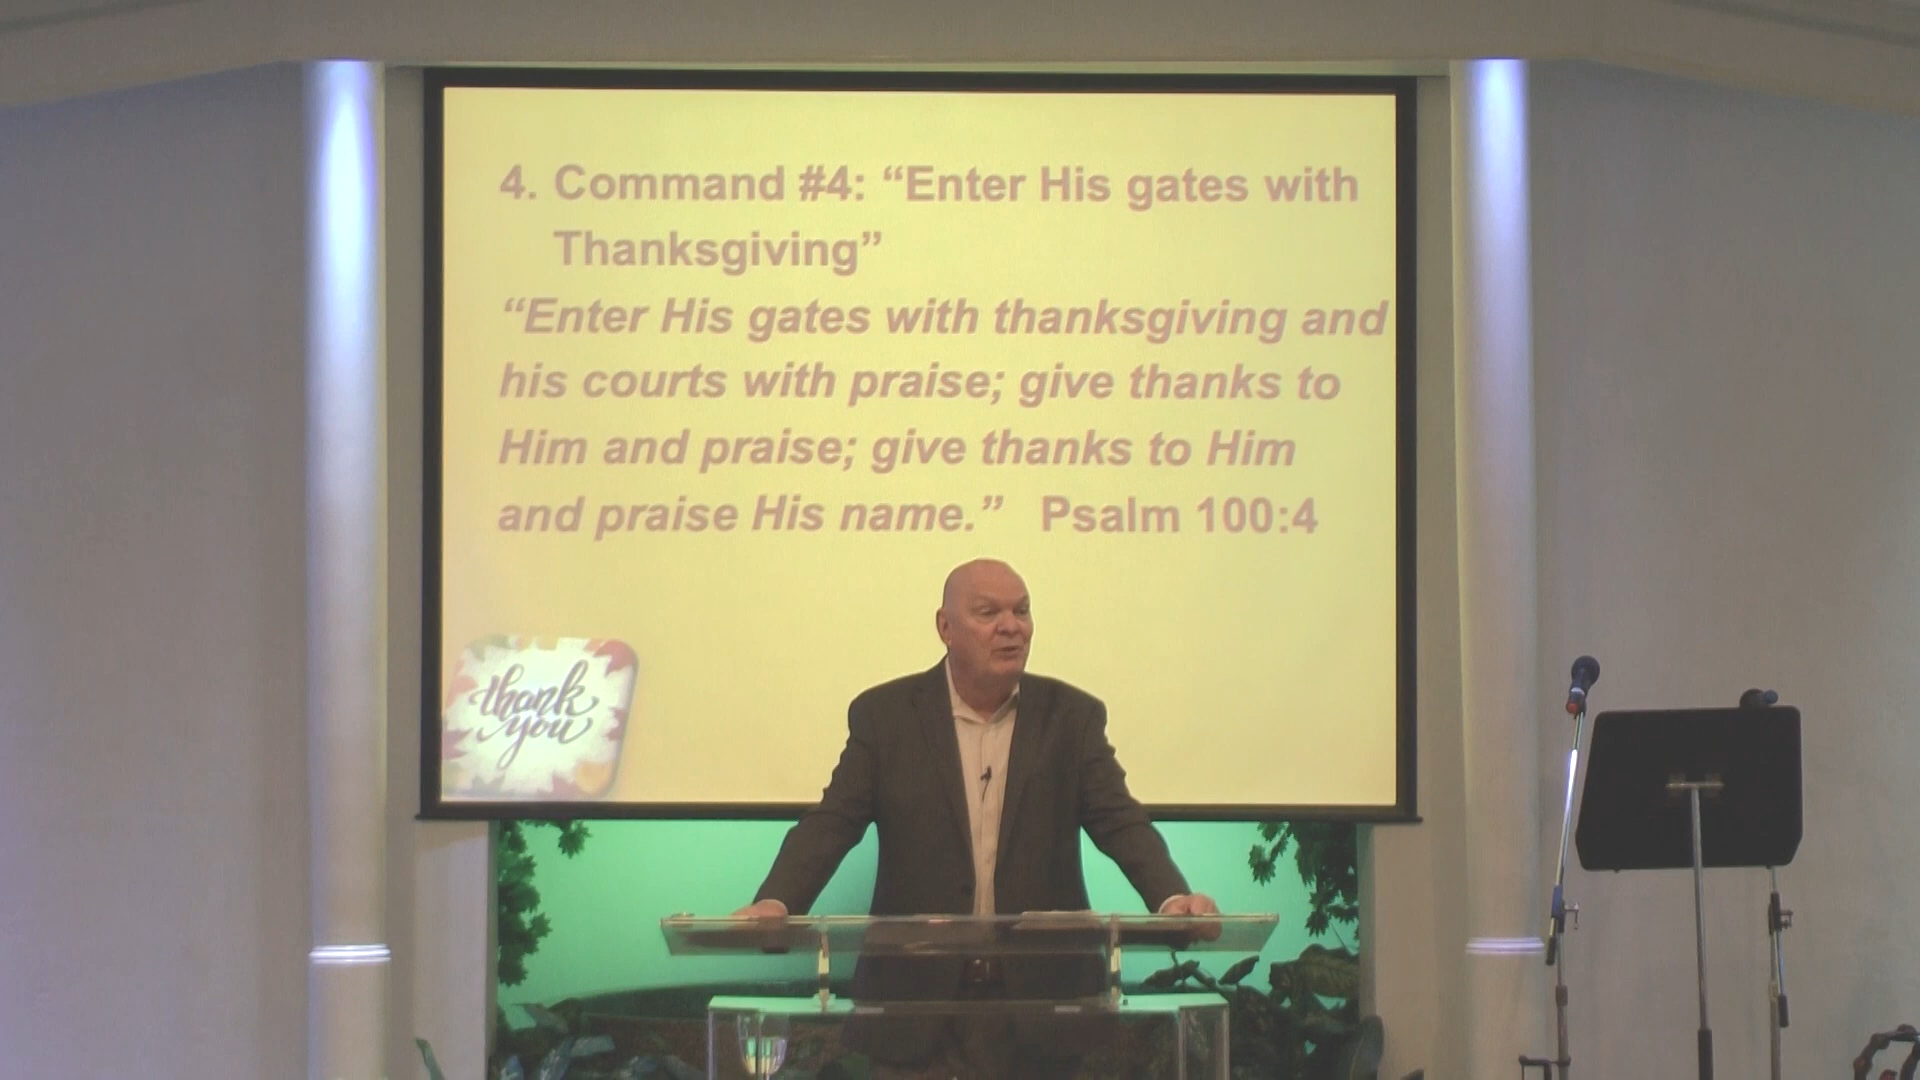 4. Command #4: “Enter His gates with
Thanksgiving”
“Enter His gates with thanksgiving and
his courts with praise; give thanks to
Him and praise; give thanks to Him
and praise His name.” Psalm 100:4
thank
you